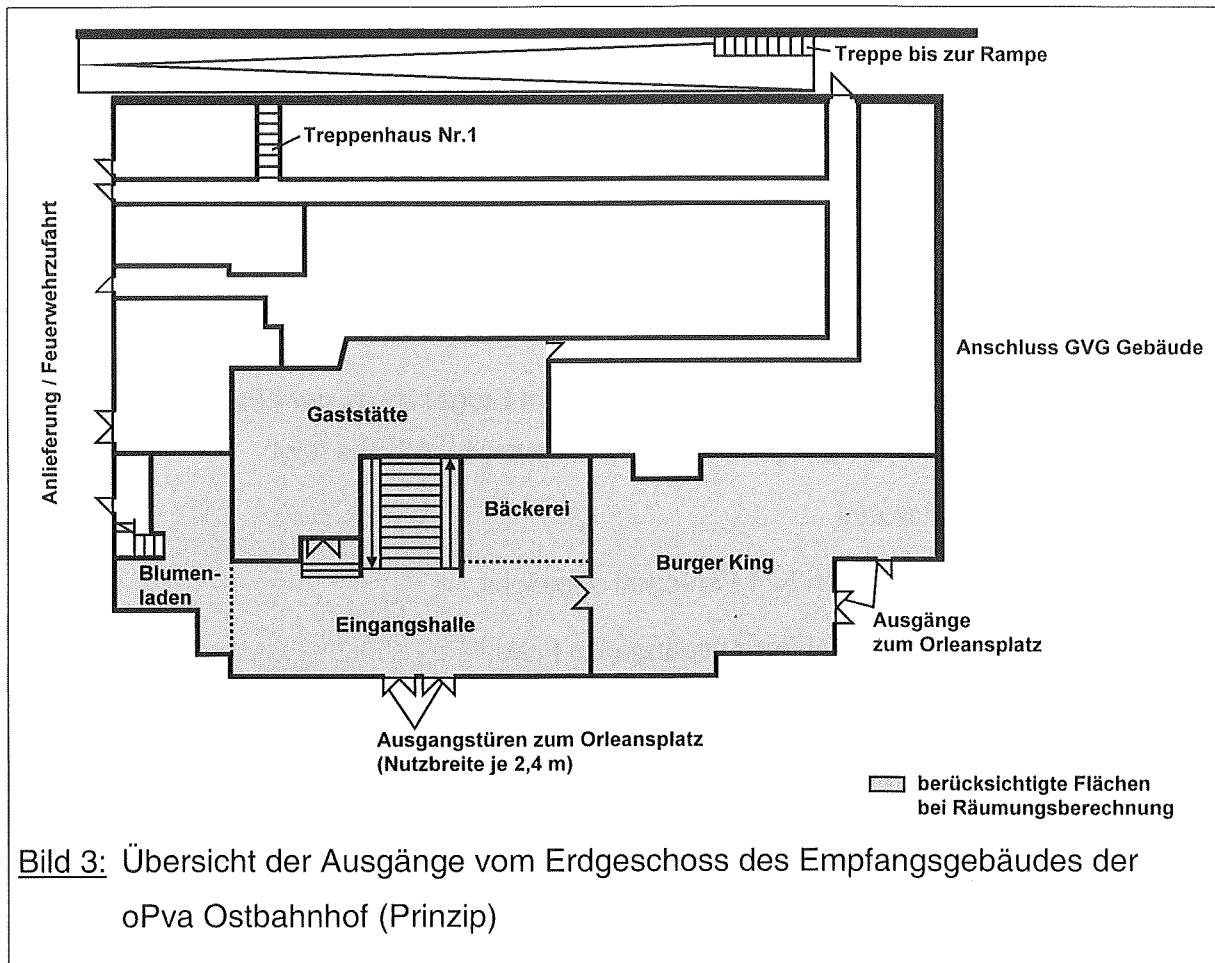 Treppe bis zur Rampe
Treppenhaus Nr.1
Anlieferung / Feuerwehrzufahrt
Anschluss GVG Gebäude
Gaststätte
Bäckerei
Burger King
Blumen-
laden
Eingangshalle
Ausgänge
zum Orleansplatz
Ausgangstüren zum Orleansplatz
(Nutzbreite je 2,4 m)
berücksichtigte Flächen
bei Räumungsberechnung
Bild 3: Übersicht der Ausgänge vom Erdgeschoss des Empfangsgebäudes der
oPva Ostbahnhof (Prinzip)